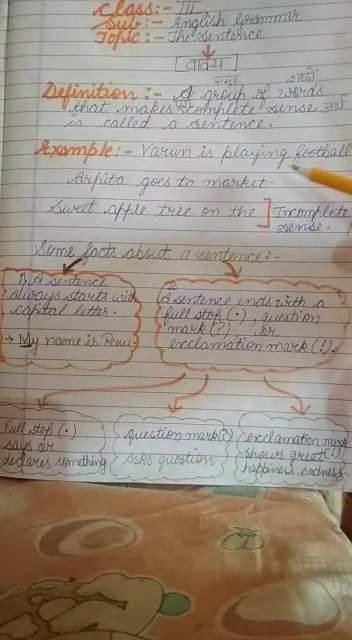 Class:- III
Sub:- English Grammar
Topic:- The Sentence
वाक्य
समूह शब्दों
Definition:- A group of words
that makes a complete sense अर्थ
is called a sentence.
Example:- Varun is playing football
Arpita goes to market.
Sweet apple tree on the ] Incomplete
sense.
Some facts about a sentence:-
1. A sentence
always starts with
capital letter.
→ My name is Renu.
2.
A sentence ends with a
full stop (.), question
mark (?), or
exclamation mark (!).
Full stop (.)
says or
declares something
question mark (?)
asks question
exclamation mark
shows great (!)
happiness, sadness